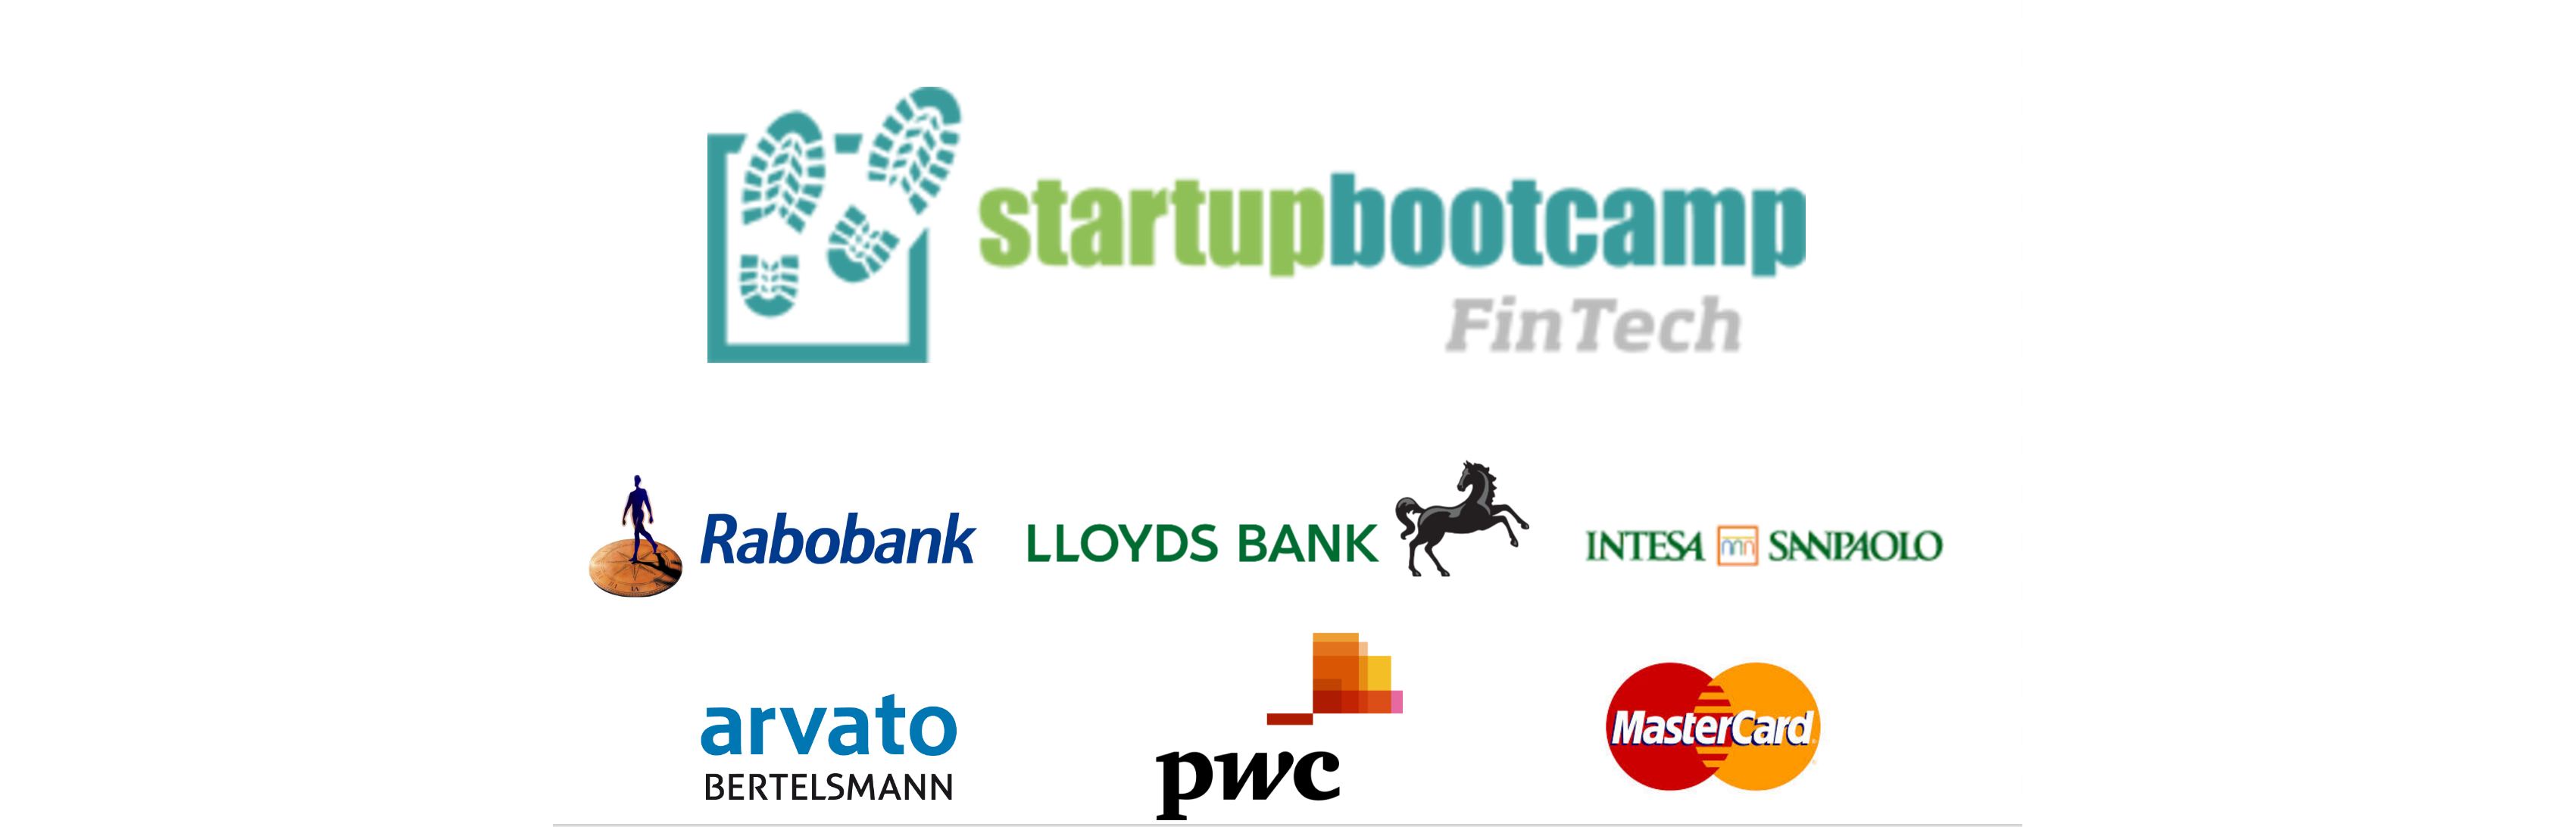 startupbootcamp
FinTech
Rabobank LLOYDS BANK INTESA SANPAOLO
arvato
BERTELSMANN
pwc
MasterCard